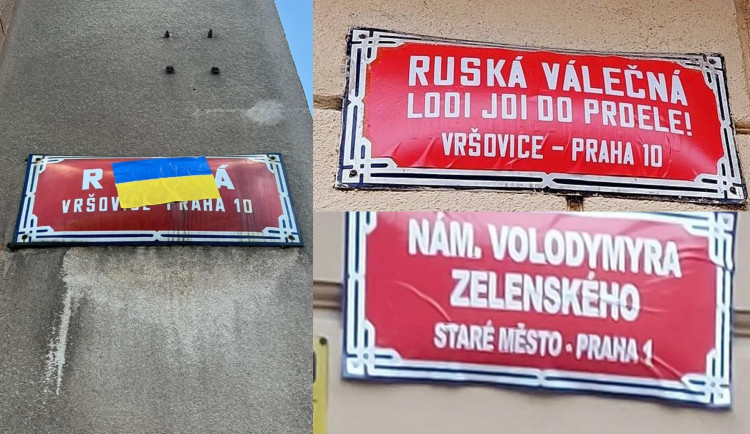 R Á
VRŠOVICE PRAHA 10
RUSKÁ VÁLEČNÁ
LODI JDI DO PRDELE!
VRŠOVICE – PRAHA 10
NÁM. VOLODYMYRA
ZELENSKÉHO
STARÉ MĚSTO - PRAHA 1